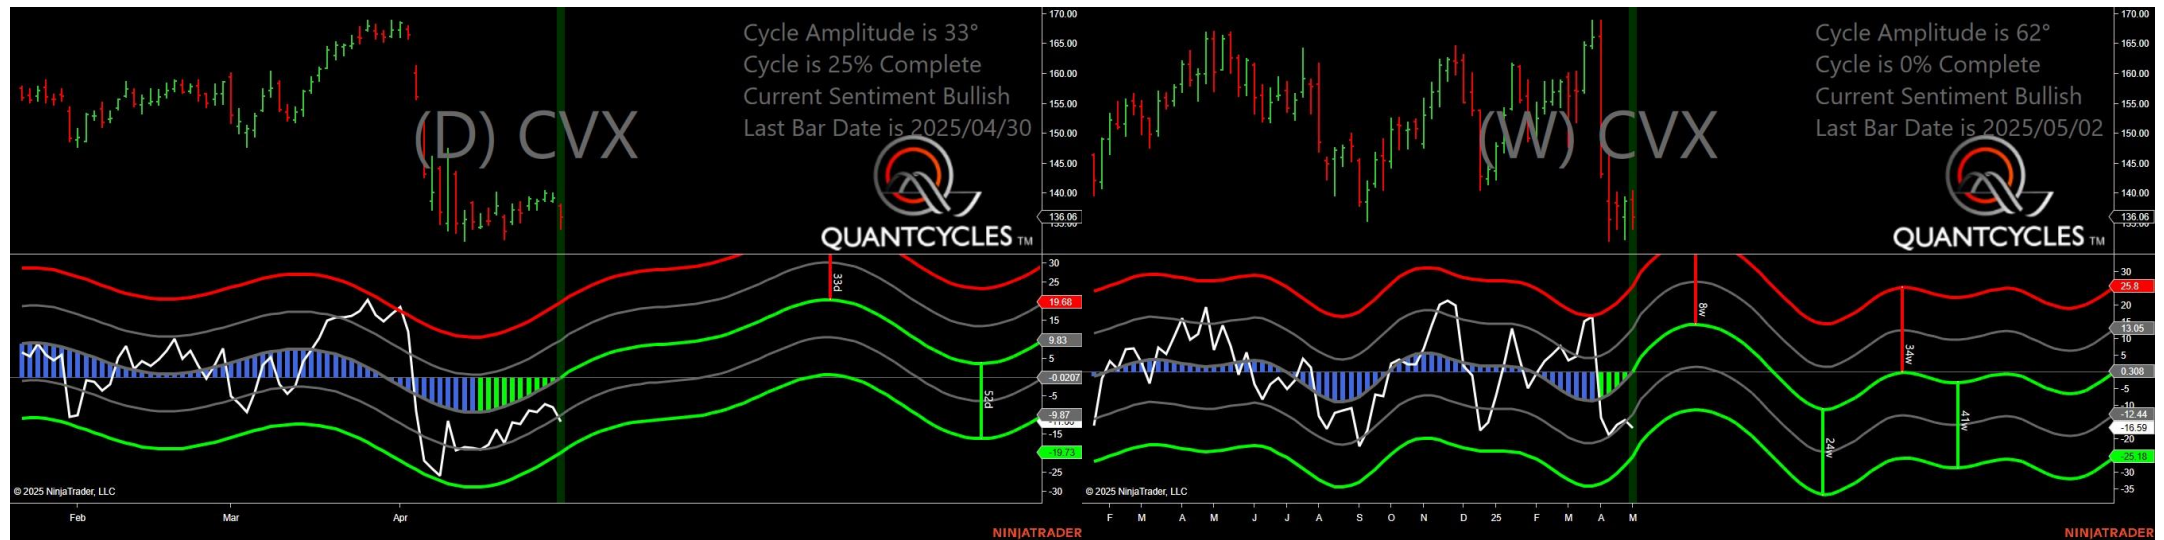 Cycle Amplitude is 33°
Cycle is 25% Complete
Current Sentiment Bullish
Last Bar Date is 2025/04/30
(D) CVX
QUANTCYCLES TM
170.00
165.00
160.00
155.00
150.00
145.00
140.00
136.06
30
25
19.68
15
9.83
5
-0.0207
-5
-9.87
-15
-19.73
-25
-30
33d
52d
© 2025 NinjaTrader, LLC
Feb Mar Apr
NINJATRADER
Cycle Amplitude is 62°
Cycle is 0% Complete
Current Sentiment Bullish
Last Bar Date is 2025/05/02
(W) CVX
QUANTCYCLES TM
170.00
165.00
160.00
155.00
150.00
145.00
140.00
136.06
30
25.8
20
15
13.05
10
5
0.308
-5
-10
-12.44
-16.59
-20
-25.18
-30
-35
8w
34w
24w
41w
© 2025 NinjaTrader, LLC
F M A M J J A S O N D 25 F M A M
NINJATRADER